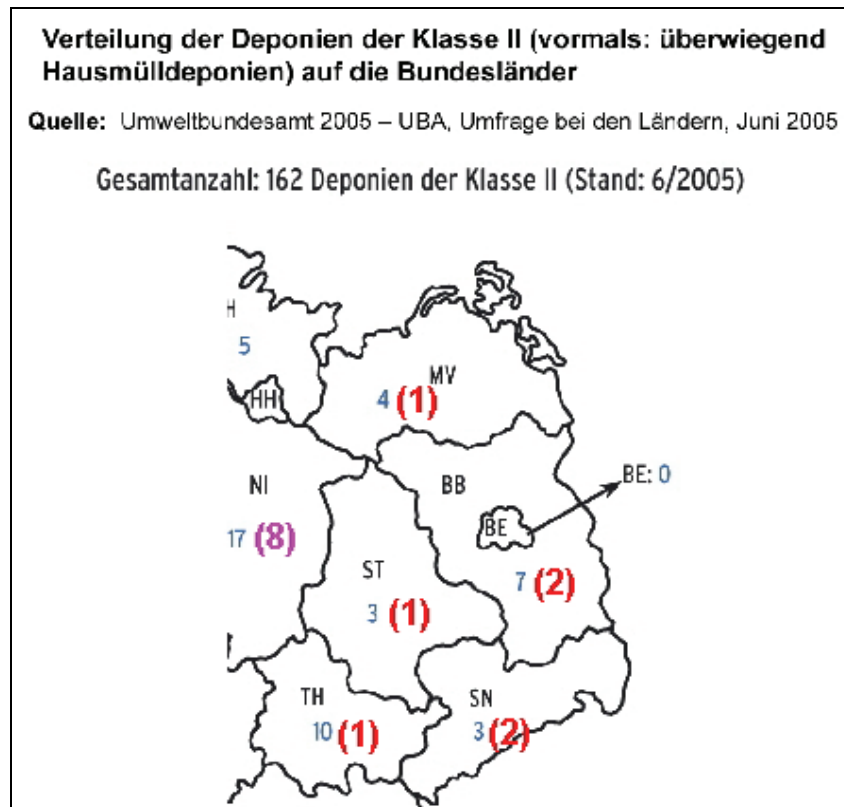 Verteilung der Deponien der Klasse II (vormals: überwiegend
Hausmülldeponien) auf die Bundesländer
Quelle: Umweltbundesamt 2005 – UBA, Umfrage bei den Ländern, Juni 2005
Gesamtanzahl: 162 Deponien der Klasse II (Stand: 6/2005)
H
5
MV
4 (1)
HH
NI
17 (8)
BB
BE: 0
BE
ST
3 (1)
7 (2)
TH
10 (1)
SN
3 (2)